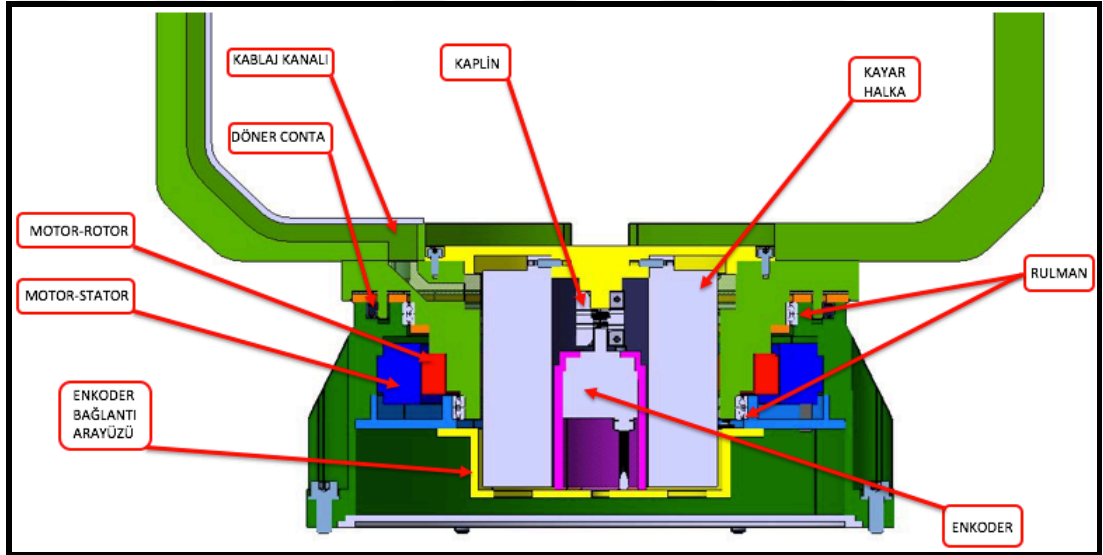 KABLAJ KANALI
KAPLİN
KAYAR
HALKA
DÖNER CONTA
MOTOR-ROTOR
MOTOR-STATOR
RULMAN
ENKODER
BAĞLANTI
ARAYÜZÜ
ENKODER